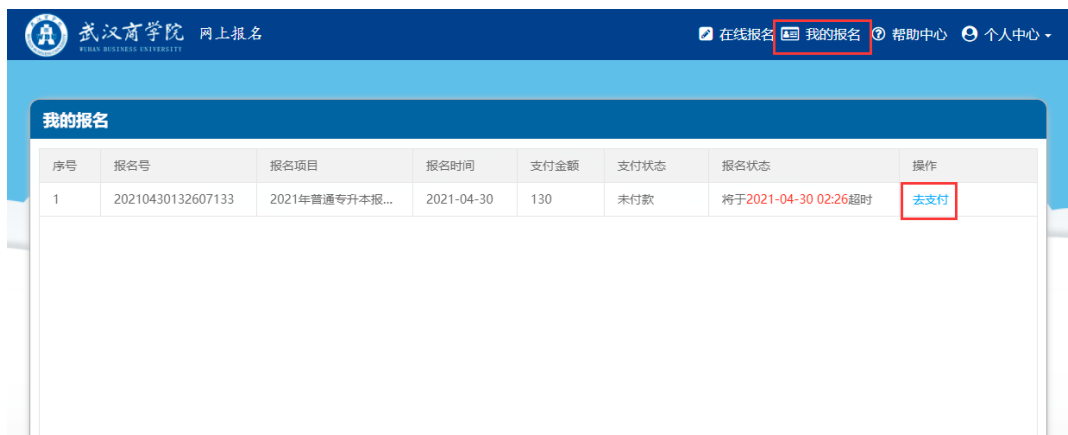 武汉商学院 网上报名 在线报名 我的报名 帮助中心 个人中心
WUHAN BUSINESS UNIVERSITY
我的报名
序号 报名号 报名项目 报名时间 支付金额 支付状态 报名状态 操作
1 20210430132607133 2021年普通专升本报... 2021-04-30 130 未付款 将于2021-04-30 02:26超时 去支付